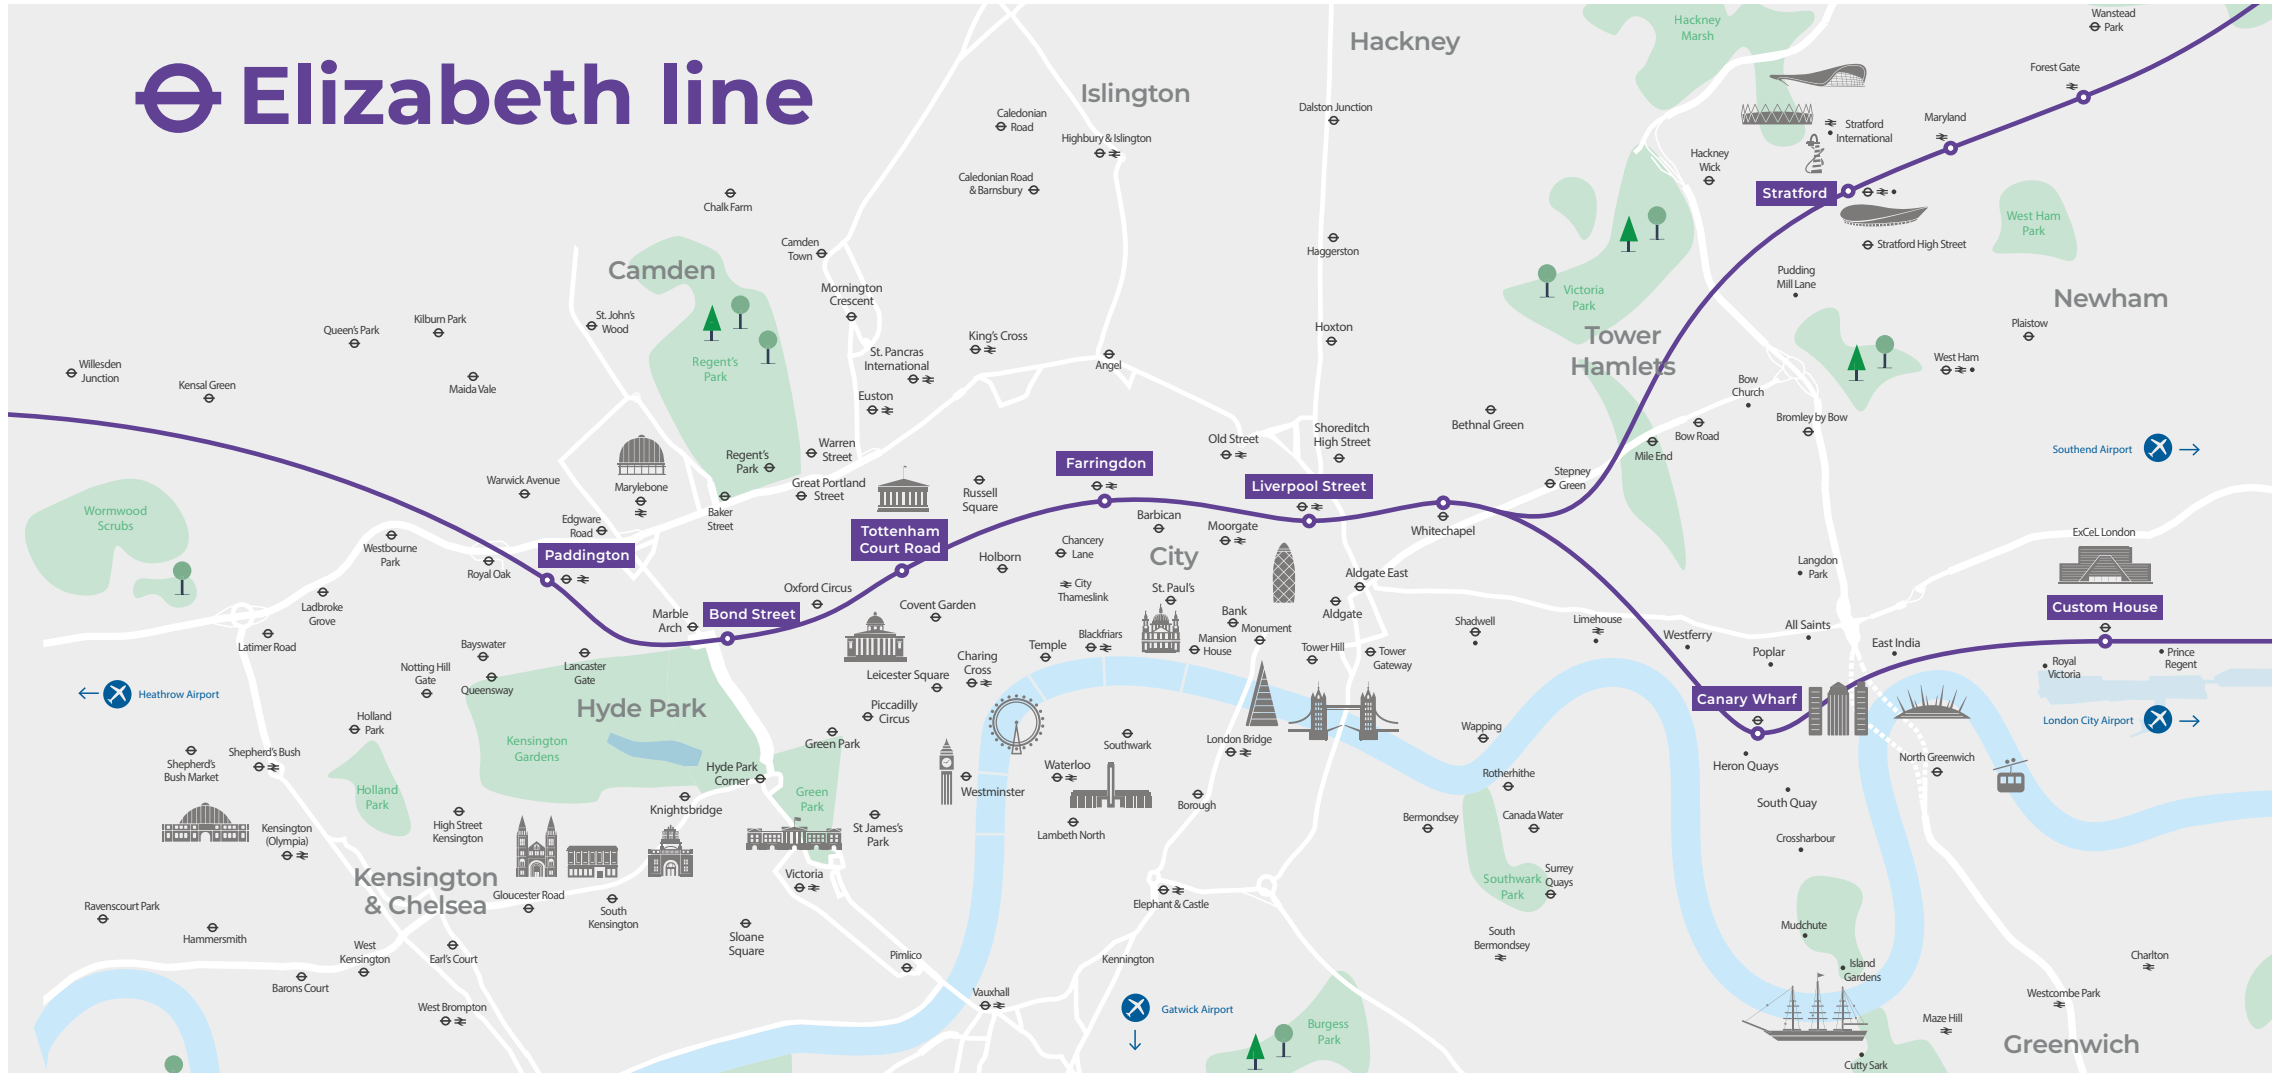 Elizabeth line
Hackney
Islington
Camden
Tower
Hamlets
Newham
City
Hyde Park
Kensington
& Chelsea
Greenwich
Hackney
Marsh
Wanstead
Park
Forest Gate
Maryland
Stratford
International
Hackney
Wick
Stratford
Stratford High Street
West Ham
Park
Pudding
Mill Lane
Victoria
Park
Plaistow
West Ham
Bow
Church
Bromley by Bow
Bow Road
Mile End
Stepney
Green
Bethnal Green
Southend Airport
Dalston Junction
Haggerston
Hoxton
Shoreditch
High Street
Old Street
Caledonian
Road
Highbury & Islington
Caledonian Road
& Barnsbury
Chalk Farm
Camden
Town
Mornington
Crescent
St. John's
Wood
Regent's
Park
Queen's Park
Kilburn Park
Willesden
Junction
Kensal Green
Maida Vale
St. Pancras
International
King's Cross
Angel
Euston
Warren
Street
Regent's
Park
Great Portland
Street
Baker
Street
Marylebone
Warwick Avenue
Edgware
Road
Russell
Square
Farringdon
Liverpool Street
Whitechapel
Barbican
Moorgate
Tottenham
Court Road
Paddington
Bond Street
Wormwood
Scrubs
Westbourne
Park
Royal Oak
Ladbroke
Grove
Latimer Road
Oxford Circus
Marble
Arch
Holborn
Chancery
Lane
City
Thameslink
Covent Garden
St. Paul's
Bank
Monument
Mansion
House
Aldgate East
Aldgate
Tower Hill
Tower
Gateway
Shadwell
Limehouse
Westferry
Poplar
All Saints
Langdon
Park
East India
ExCeL London
Custom House
Royal
Victoria
Prince
Regent
London City Airport
Canary Wharf
Bayswater
Queensway
Notting Hill
Gate
Lancaster
Gate
Kensington
Gardens
Holland
Park
Holland
Park
Heathrow Airport
Shepherd's
Bush Market
Shepherd's Bush
Kensington
(Olympia)
High Street
Kensington
Leicester Square
Charing
Cross
Temple
Blackfriars
Piccadilly
Circus
Green Park
Green
Park
Hyde Park
Corner
Knightsbridge
St James's
Park
Westminster
Waterloo
Southwark
Lambeth North
London Bridge
Borough
Wapping
Rotherhithe
Bermondsey
Canada Water
Surrey
Quays
Southwark
Park
South
Bermondsey
Heron Quays
South Quay
Crossharbour
North Greenwich
Mudchute
Island
Gardens
Cutty Sark
Maze Hill
Westcombe Park
Charlton
Victoria
Gloucester Road
South
Kensington
Sloane
Square
Ravenscourt Park
Hammersmith
West
Kensington
Barons Court
Earl's Court
West Brompton
Pimlico
Vauxhall
Elephant & Castle
Kennington
Gatwick Airport
Burgess
Park